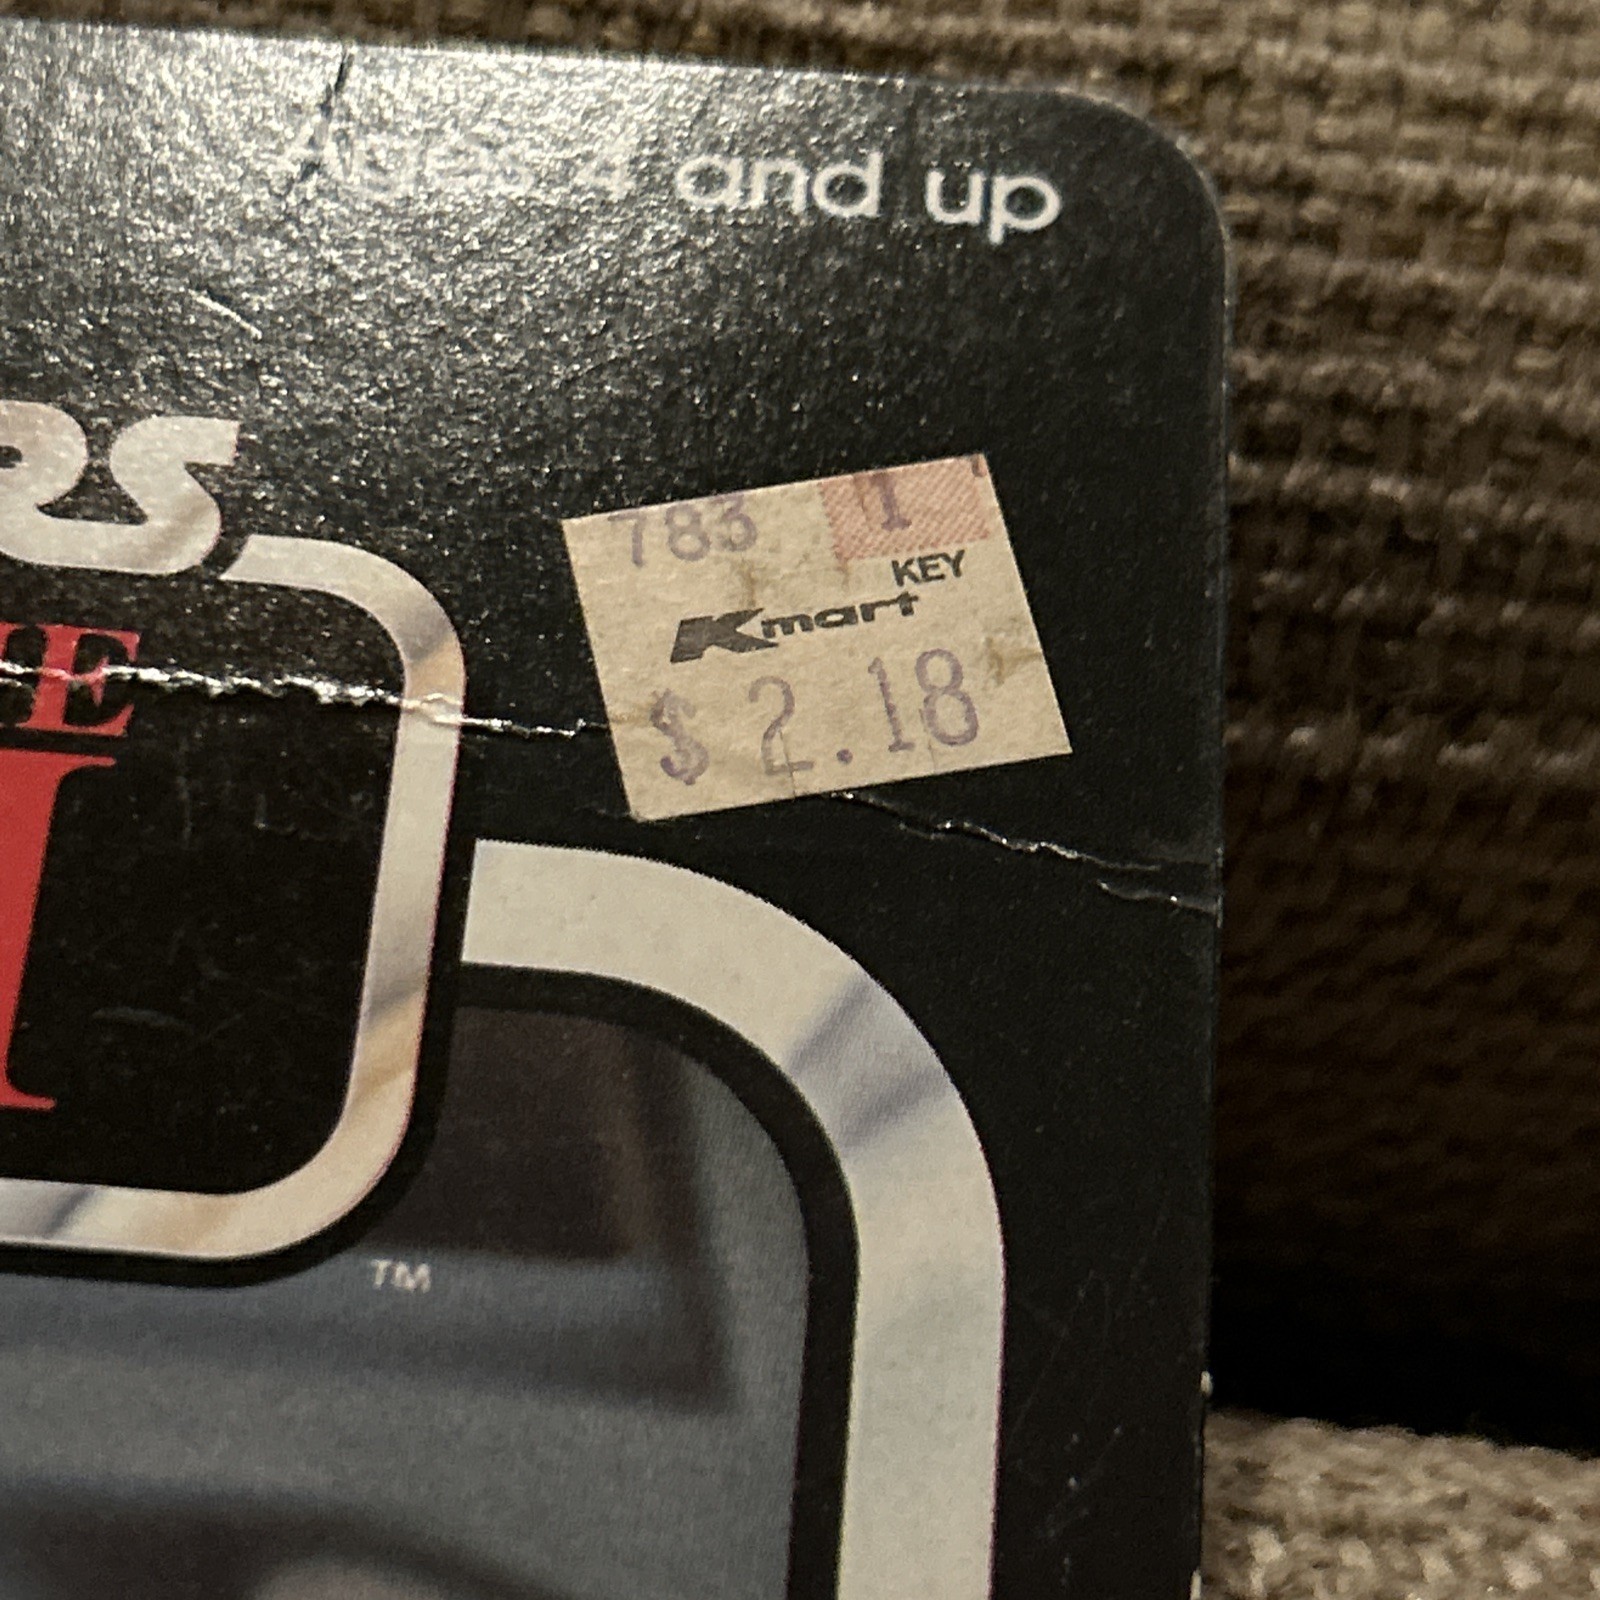 Ages 4 and up
783 1
KEY
Kmart
$ 2.18
TM